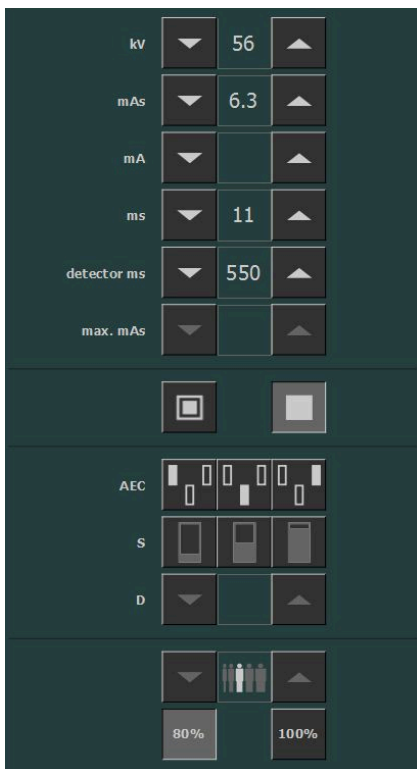 kV 56
mAs 6.3
mA
ms 11
detector ms 550
max. mAs
AEC
S
D
80% 100%